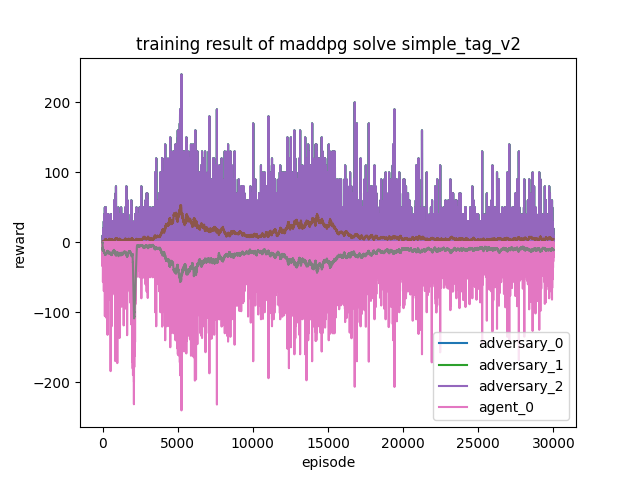 training result of maddpg solve simple_tag_v2
reward
200
100
0
−100
−200
0
5000
10000
15000
20000
25000
30000
episode
adversary_0
adversary_1
adversary_2
agent_0